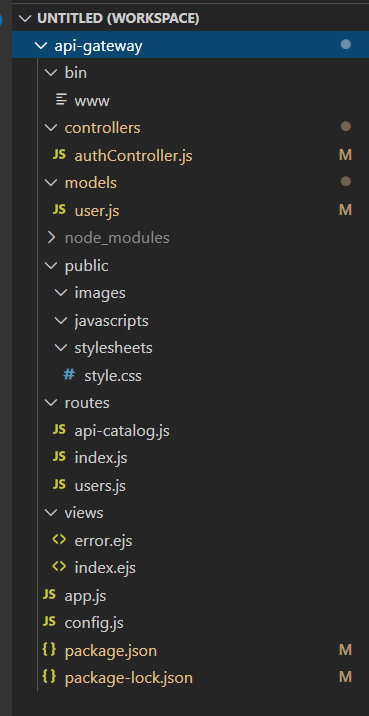 UNTITLED (WORKSPACE)
api-gateway
bin
www
controllers
JS authController.js M
models
JS user.js M
node_modules
public
images
javascripts
stylesheets
# style.css
routes
JS api-catalog.js
JS index.js
JS users.js
views
<> error.ejs
<> index.ejs
JS app.js
JS config.js
{} package.json M
{} package-lock.json M